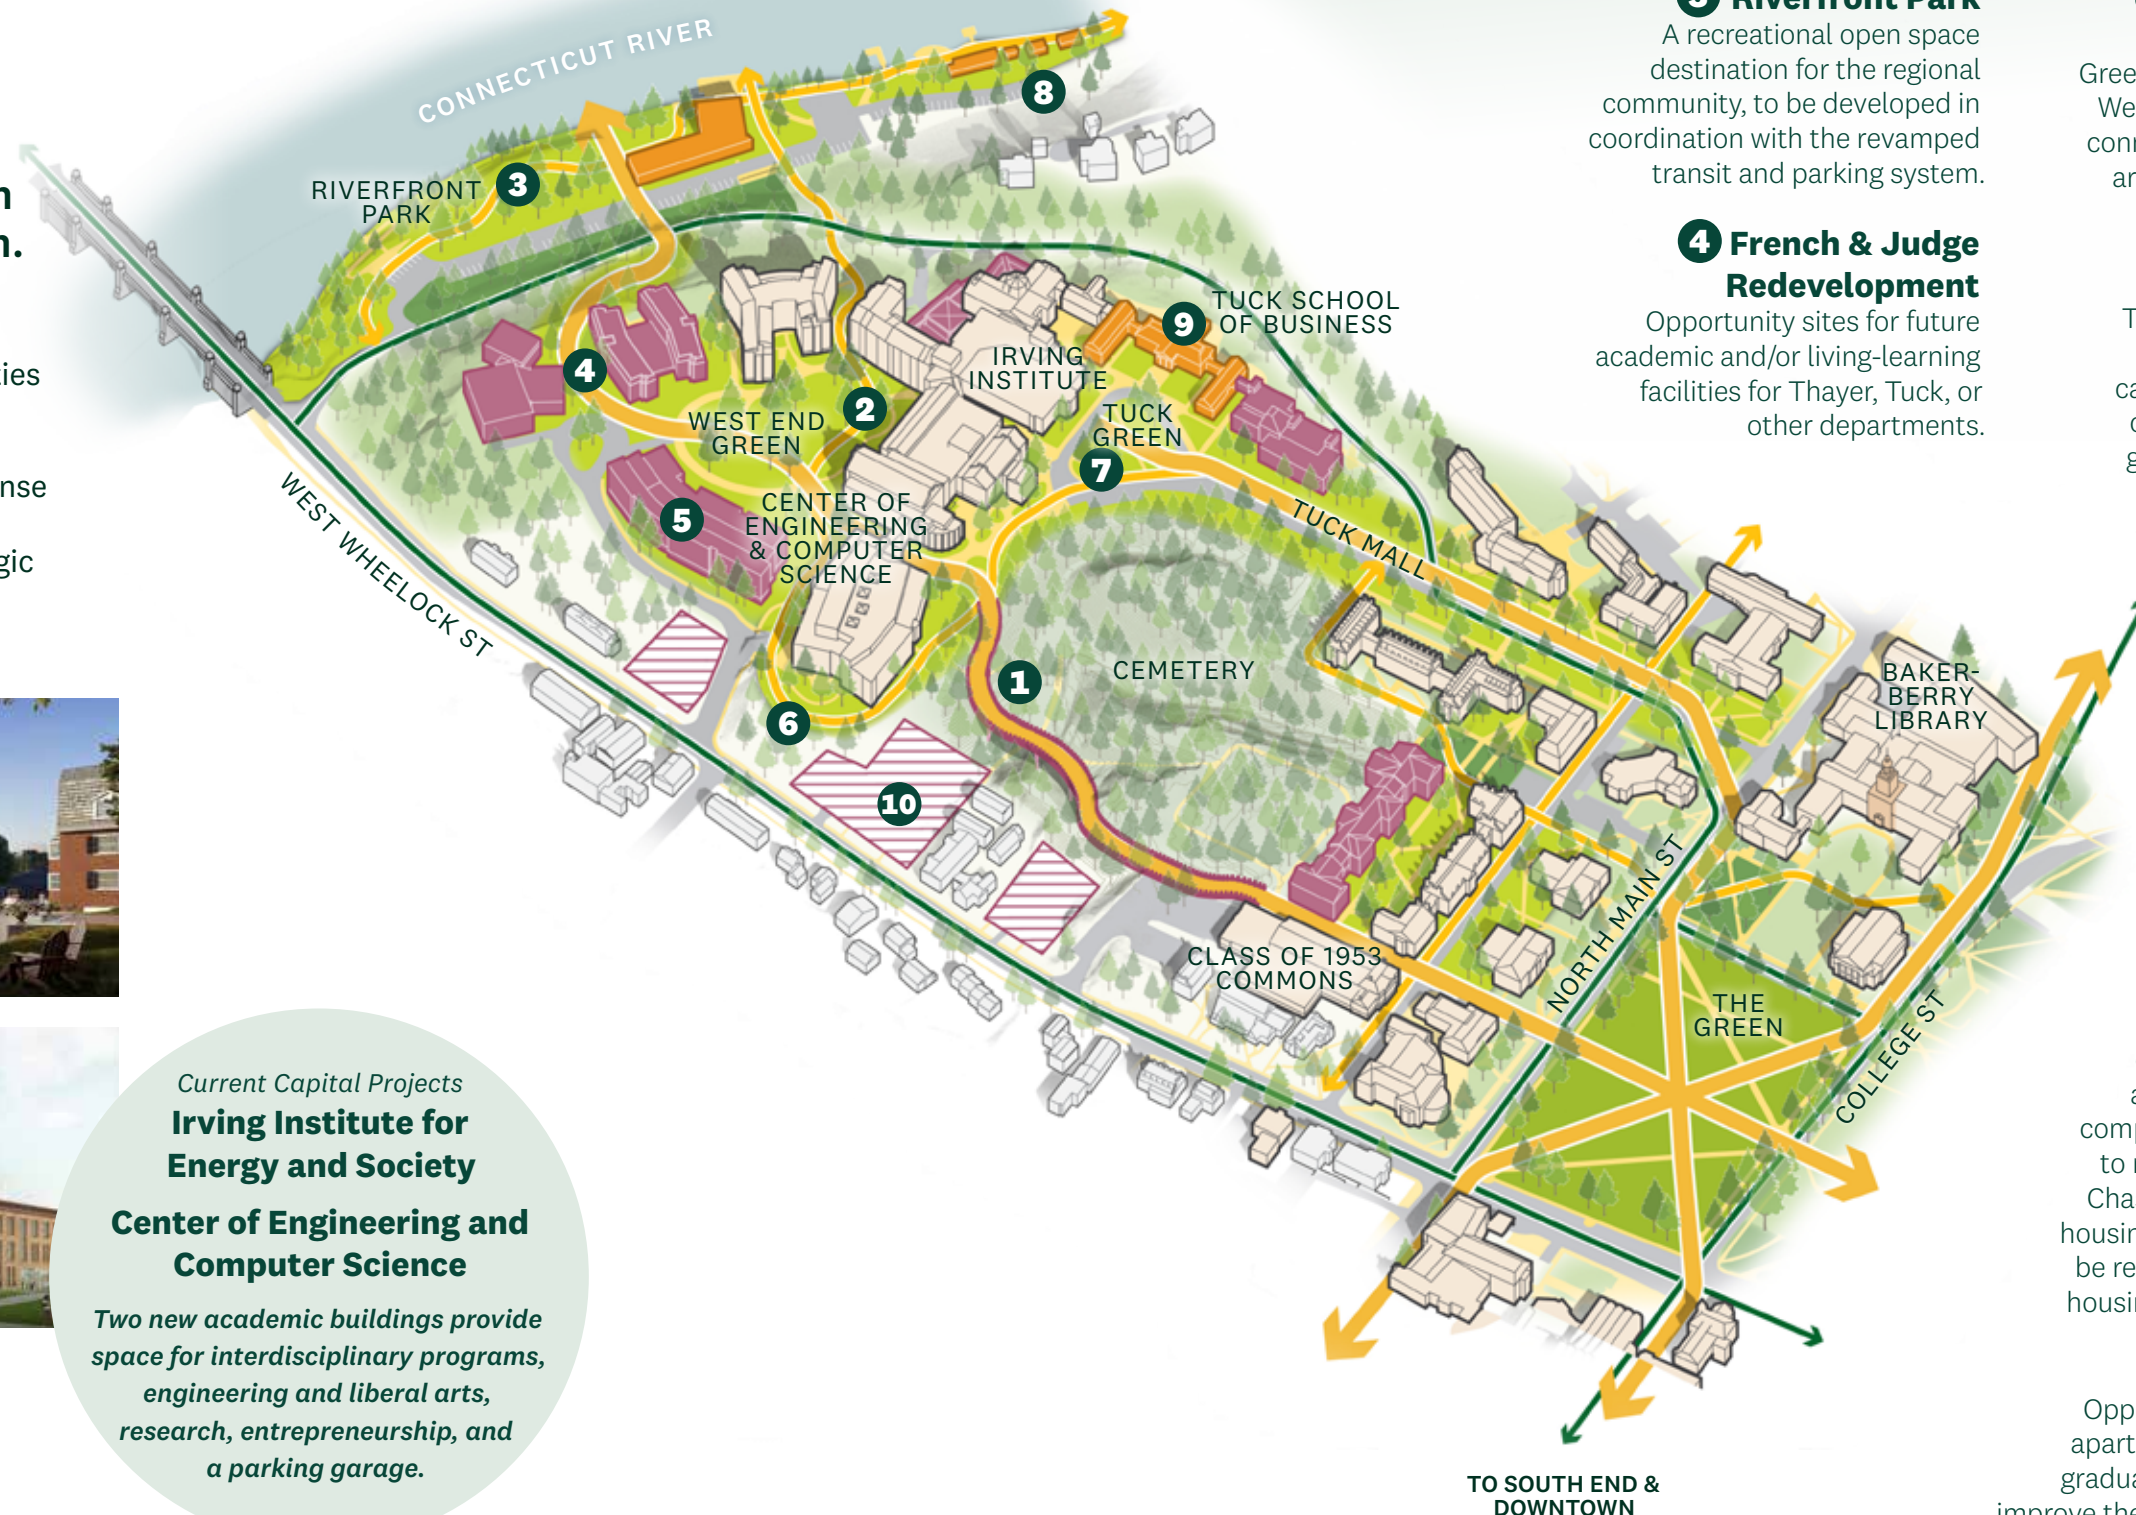 CONNECTICUT RIVER
8
3
RIVERFRONT
PARK
9
TUCK SCHOOL
OF BUSINESS
4
IRVING
INSTITUTE
2
WEST END
GREEN
TUCK
GREEN
7
5
CENTER OF
ENGINEERING
& COMPUTER
SCIENCE
WEST WHEELOCK ST
TUCK MALL
1
CEMETERY
6
BAKER-
BERRY
LIBRARY
10
NORTH MAIN ST
CLASS OF 1953
COMMONS
THE
GREEN
COLLEGE ST
TO SOUTH END &
DOWNTOWN
Current Capital Projects
Irving Institute for
Energy and Society
Center of Engineering and
Computer Science
Two new academic buildings provide
space for interdisciplinary programs,
engineering and liberal arts,
research, entrepreneurship, and
a parking garage.
Riverfront Park
A recreational open space
destination for the regional
community, to be developed in
coordination with the revamped
transit and parking system.
4 French & Judge
Redevelopment
Opportunity sites for future
academic and/or living-learning
facilities for Thayer, Tuck, or
other departments.
to
improve